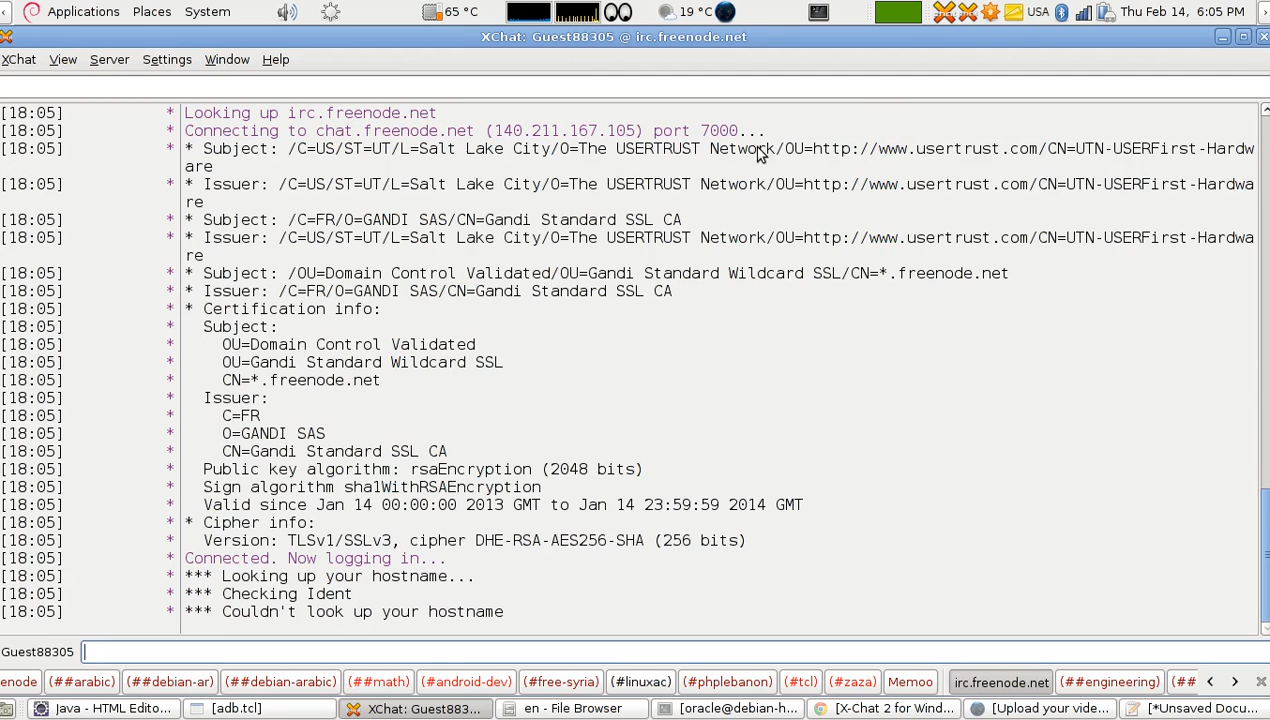 Applications Places System 65 °C 19 °C USA Thu Feb 14, 6:05 PM
XChat: Guest88305 @ irc.freenode.net
XChat View Server Settings Window Help
[18:05] * Looking up irc.freenode.net
[18:05] * Connecting to chat.freenode.net (140.211.167.105) port 7000...
[18:05] * * Subject: /C=US/ST=UT/L=Salt Lake City/O=The USERTRUST Network/OU=http://www.usertrust.com/CN=UTN-USERFirst-Hardw
are
[18:05] * * Issuer: /C=US/ST=UT/L=Salt Lake City/O=The USERTRUST Network/OU=http://www.usertrust.com/CN=UTN-USERFirst-Hardwa
re
[18:05] * * Subject: /C=FR/O=GANDI SAS/CN=Gandi Standard SSL CA
[18:05] * * Issuer: /C=US/ST=UT/L=Salt Lake City/O=The USERTRUST Network/OU=http://www.usertrust.com/CN=UTN-USERFirst-Hardwa
re
[18:05] * * Subject: /OU=Domain Control Validated/OU=Gandi Standard Wildcard SSL/CN=*.freenode.net
[18:05] * * Issuer: /C=FR/O=GANDI SAS/CN=Gandi Standard SSL CA
[18:05] * * Certification info:
[18:05] * Subject:
[18:05] * OU=Domain Control Validated
[18:05] * OU=Gandi Standard Wildcard SSL
[18:05] * CN=*.freenode.net
[18:05] * Issuer:
[18:05] * C=FR
[18:05] * O=GANDI SAS
[18:05] * CN=Gandi Standard SSL CA
[18:05] * Public key algorithm: rsaEncryption (2048 bits)
[18:05] * Sign algorithm sha1WithRSAEncryption
[18:05] * Valid since Jan 14 00:00:00 2013 GMT to Jan 14 23:59:59 2014 GMT
[18:05] * * Cipher info:
[18:05] * Version: TLSv1/SSLv3, cipher DHE-RSA-AES256-SHA (256 bits)
[18:05] * Connected. Now logging in...
[18:05] * *** Looking up your hostname...
[18:05] * *** Checking Ident
[18:05] * *** Couldn't look up your hostname
Guest88305
enode (##arabic) (##debian-ar) (##debian-arabic) (##math) (#android-dev) (#free-syria) (#linuxac) (#phplebanon) (#tcl) (#zaza) Memoo irc.freenode.net (##engineering) (##
Java - HTML Edito... [adb.tcl] XChat: Guest883... en - File Browser [oracle@debian-h... [X-Chat 2 for Wind... [Upload your vide... [*Unsaved Docu...